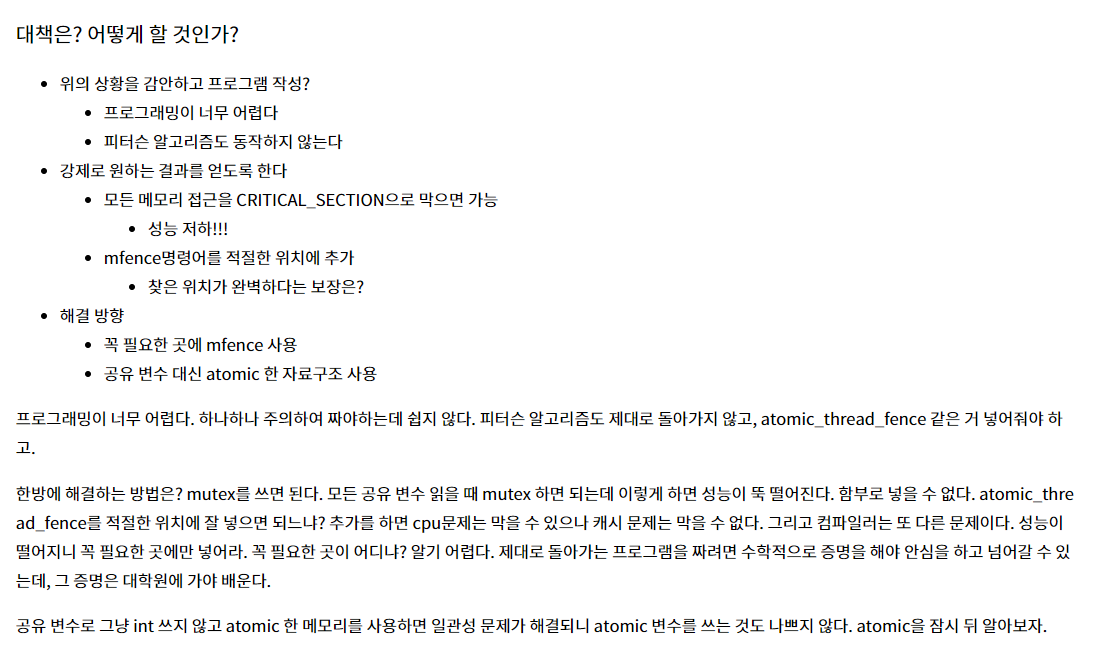 대책은? 어떻게 할 것인가?
위의 상황을 감안하고 프로그램 작성?
프로그래밍이 너무 어렵다
피터슨 알고리즘도 동작하지 않는다
강제로 원하는 결과를 얻도록 한다
모든 메모리 접근을 CRITICAL_SECTION으로 막으면 가능
성능 저하!!!
mfence명령어를 적절한 위치에 추가
찾은 위치가 완벽하다는 보장은?
해결 방향
꼭 필요한 곳에 mfence 사용
공유 변수 대신 atomic 한 자료구조 사용
프로그래밍이 너무 어렵다. 하나하나 주의하여 짜야하는데 쉽지 않다. 피터슨 알고리즘도 제대로 돌아가지 않고, atomic_thread_fence 같은 거 넣어줘야 하
고.
한방에 해결하는 방법은? mutex를 쓰면 된다. 모든 공유 변수 읽을 때 mutex 하면 되는데 이렇게 하면 성능이 뚝 떨어진다. 함부로 넣을 수 없다. atomic_thre
ad_fence를 적절한 위치에 잘 넣으면 되느냐? 추가를 하면 cpu문제는 막을 수 있으나 캐시 문제는 막을 수 없다. 그리고 컴파일러는 또 다른 문제이다. 성능이
떨어지니 꼭 필요한 곳에만 넣어라. 꼭 필요한 곳이 어디냐? 알기 어렵다. 제대로 돌아가는 프로그램을 짜려면 수학적으로 증명을 해야 안심을 하고 넘어갈 수 있
는데, 그 증명은 대학원에 가야 배운다.
공유 변수로 그냥 int 쓰지 않고 atomic 한 메모리를 사용하면 일관성 문제가 해결되니 atomic 변수를 쓰는 것도 나쁘지 않다. atomic을 잠시 뒤 알아보자.